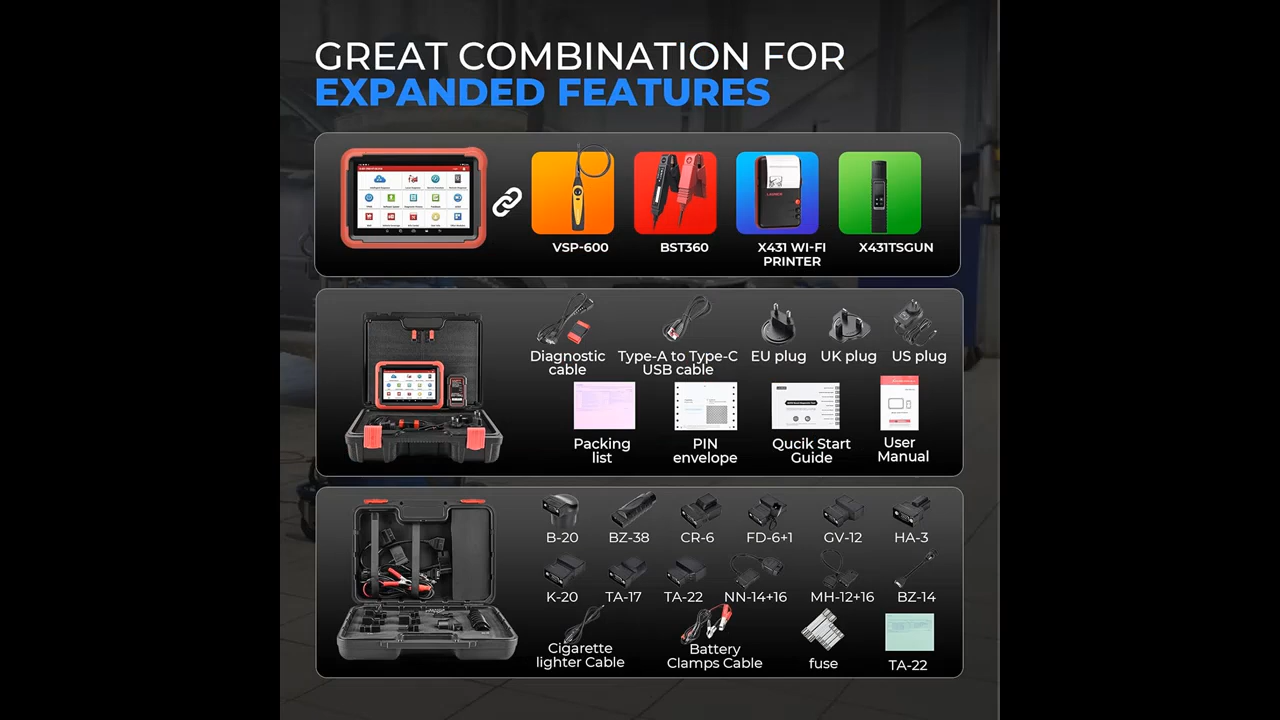 GREAT COMBINATION FOR
EXPANDED FEATURES
VSP-600
BST360
X431 WI-FI
PRINTER
X431TSGUN
Diagnostic
cable
Type-A to Type-C
USB cable
EU plug
UK plug
US plug
Packing
list
PIN
envelope
Qucik Start
Guide
User
Manual
B-20
BZ-38
CR-6
FD-6+1
GV-12
HA-3
K-20
TA-17
TA-22
NN-14+16
MH-12+16
BZ-14
Cigarette
lighter Cable
Battery
Clamps Cable
fuse
TA-22